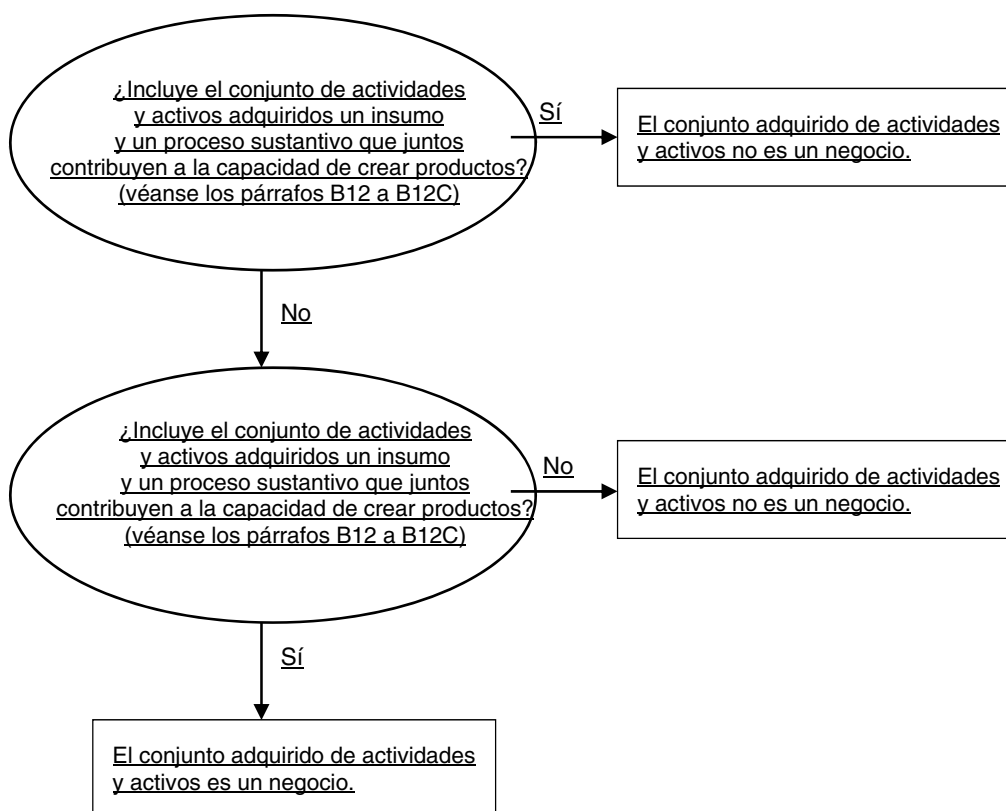 ¿Incluye el conjunto de actividades
y activos adquiridos un insumo
y un proceso sustantivo que juntos
contribuyen a la capacidad de crear productos?
(véanse los párrafos B12 a B12C)
Sí
El conjunto adquirido de actividades
y activos no es un negocio.
No
¿Incluye el conjunto de actividades
y activos adquiridos un insumo
y un proceso sustantivo que juntos
contribuyen a la capacidad de crear productos?
(véanse los párrafos B12 a B12C)
No
El conjunto adquirido de actividades
y activos no es un negocio.
Sí
El conjunto adquirido de actividades
y activos es un negocio.